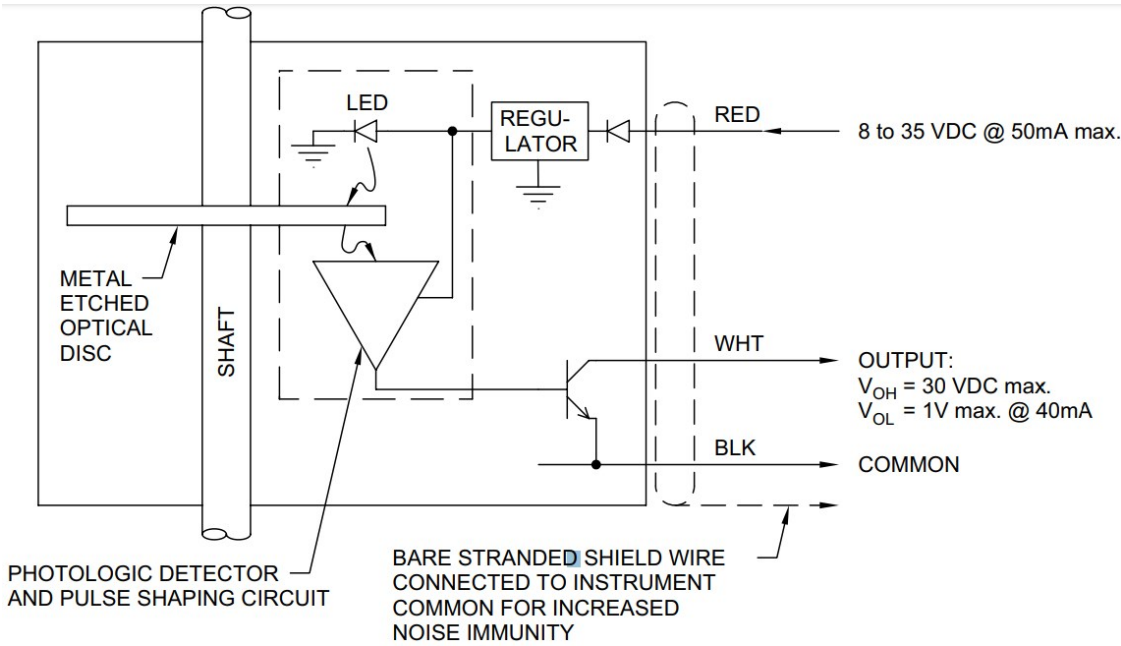 LED
REGU-
LATOR
RED
8 to 35 VDC @ 50mA max.
METAL
ETCHED
OPTICAL
DISC
SHAFT
WHT
OUTPUT:
VOH = 30 VDC max.
VOL = 1V max. @ 40mA
BLK
COMMON
PHOTOLOGIC DETECTOR
AND PULSE SHAPING CIRCUIT
BARE STRANDED SHIELD WIRE
CONNECTED TO INSTRUMENT
COMMON FOR INCREASED
NOISE IMMUNITY